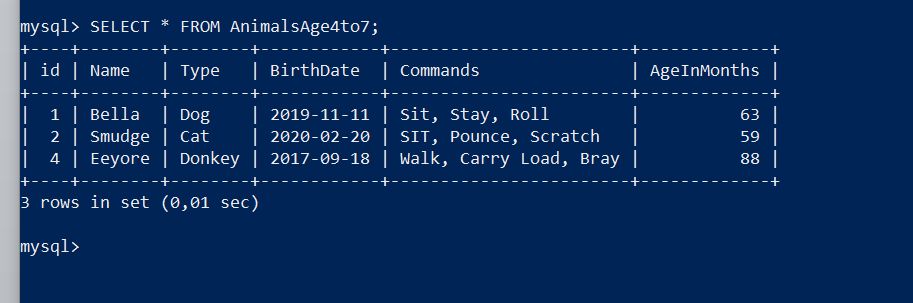 mysql> SELECT * FROM AnimalsAge4to7;
+----+--------+--------+------------+-------------------------+-------------+
| id | Name   | Type   | BirthDate  | Commands                | AgeInMonths |
+----+--------+--------+------------+-------------------------+-------------+
|  1 | Bella  | Dog    | 2019-11-11 | Sit, Stay, Roll         |          63 |
|  2 | Smudge | Cat    | 2020-02-20 | SIT, Pounce, Scratch    |          59 |
|  4 | Eeyore | Donkey | 2017-09-18 | Walk, Carry Load, Bray |          88 |
+----+--------+--------+------------+-------------------------+-------------+
3 rows in set (0,01 sec)
mysql>